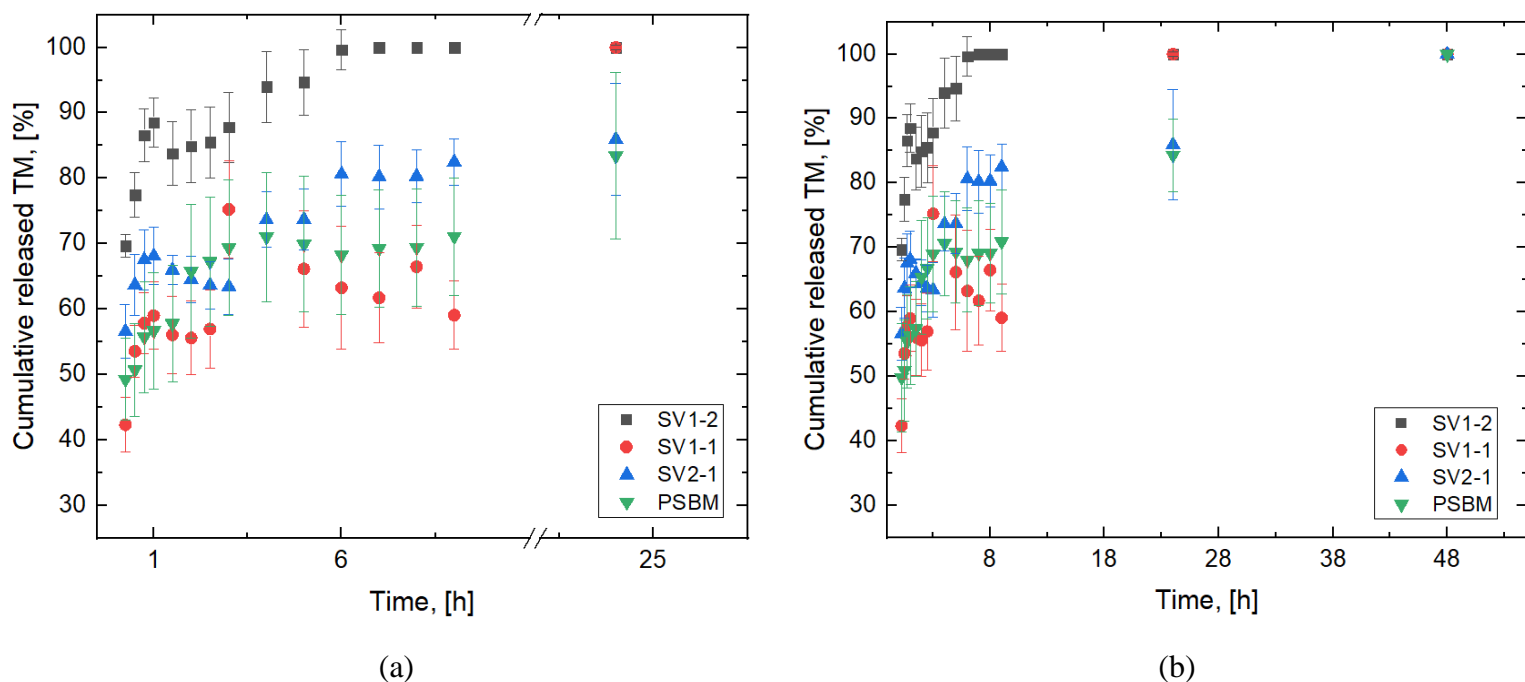 100
90
80
70
60
50
40
30
Cumulative released TM, [%]
SV1-2
SV1-1
SV2-1
PSBM
1
6
25
Time, [h]
(a)
100
90
80
70
60
50
40
30
Cumulative released TM, [%]
SV1-2
SV1-1
SV2-1
PSBM
8
18
28
38
48
Time, [h]
(b)